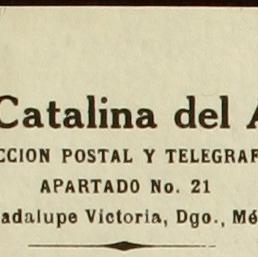 Catalina del A
CCION POSTAL Y TELEGRAF
APARTADO No. 21
adalupe Victoria, Dgo., Mé